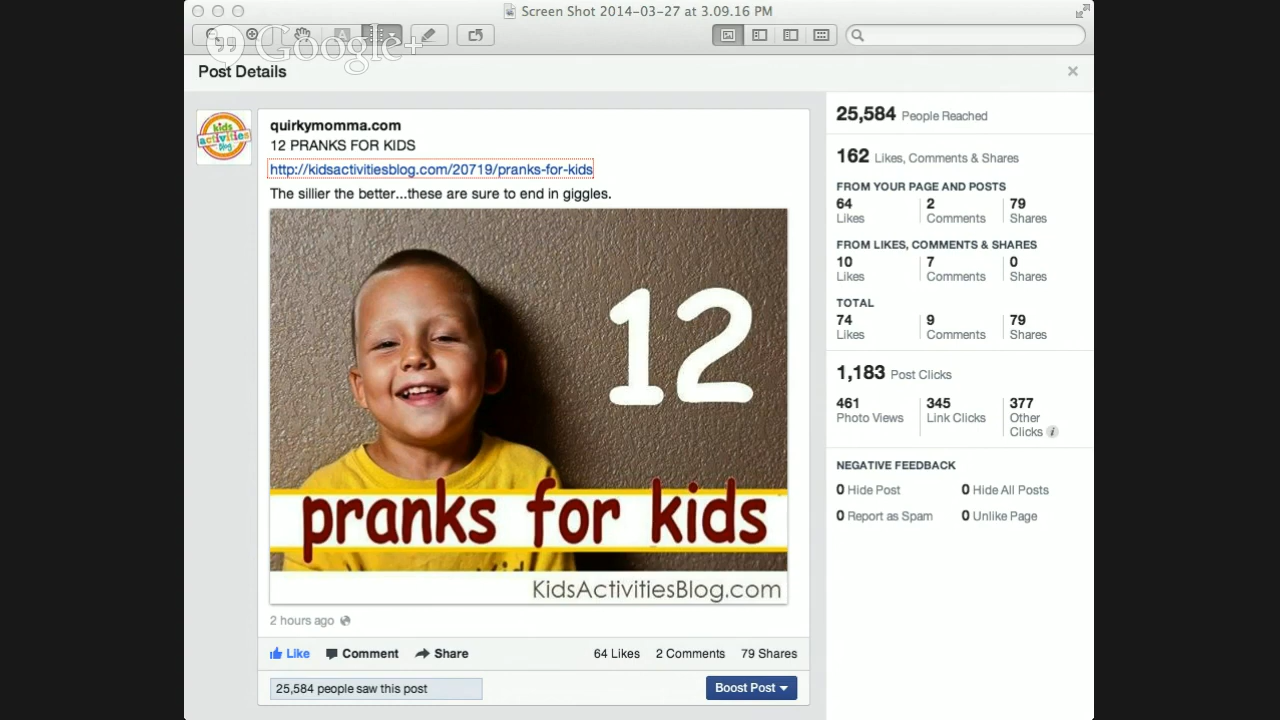 Screen Shot 2014-03-27 at 3.09.16 PM
Google+
Post Details
kids
activities
blog
quirkymomma.com
12 PRANKS FOR KIDS
http://kidsactivitiesblog.com/20719/pranks-for-kids
The sillier the better...these are sure to end in giggles.
12
pranks for kids
KidsActivitiesBlog.com
2 hours ago
Like Comment Share 64 Likes 2 Comments 79 Shares
25,584 people saw this post Boost Post
25,584 People Reached
162 Likes, Comments & Shares
FROM YOUR PAGE AND POSTS
64 2 79
Likes Comments Shares
FROM LIKES, COMMENTS & SHARES
10 7 0
Likes Comments Shares
TOTAL
74 9 79
Likes Comments Shares
1,183 Post Clicks
461 345 377
Photo Views Link Clicks Other
Clicks
NEGATIVE FEEDBACK
0 Hide Post 0 Hide All Posts
0 Report as Spam 0 Unlike Page